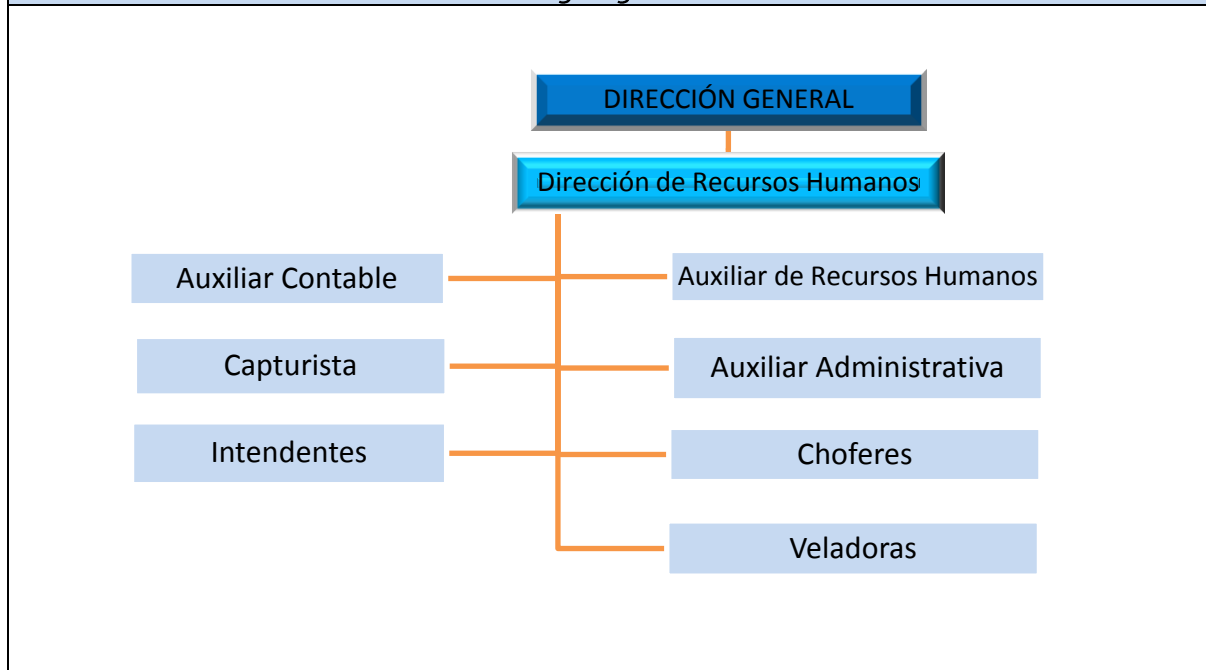 DIRECCIÓN GENERAL
Dirección de Recursos Humanos
Auxiliar Contable
Auxiliar de Recursos Humanos
Capturista
Auxiliar Administrativa
Intendentes
Choferes
Veladoras